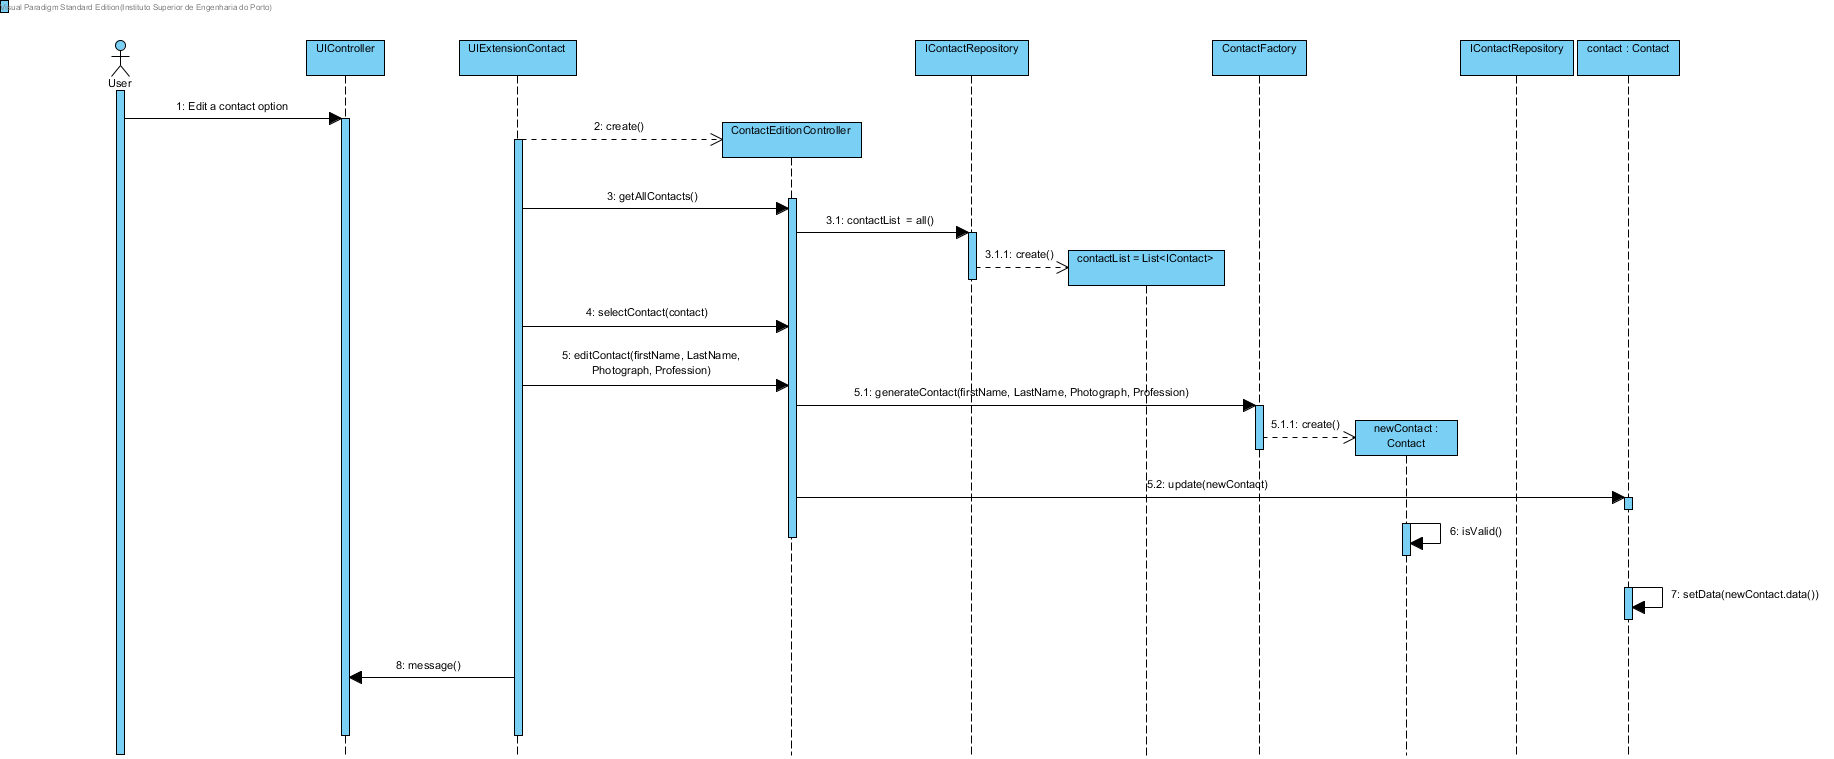 Visual Paradigm Standard Edition(Instituto Superior de Engenharia do Porto)
User
UIController
UIExtensionContact
IContactRepository
ContactFactory
IContactRepository
contact : Contact
1: Edit a contact option
2: create()
ContactEditionController
3: getAllContacts()
3.1: contactList = all()
3.1.1: create()
contactList = List<IContact>
4: selectContact(contact)
5: editContact(firstName, LastName,
Photograph, Profession)
5.1: generateContact(firstName, LastName, Photograph, Profession)
5.1.1: create()
newContact :
Contact
5.2: update(newContact)
6: isValid()
7: setData(newContact.data())
8: message()